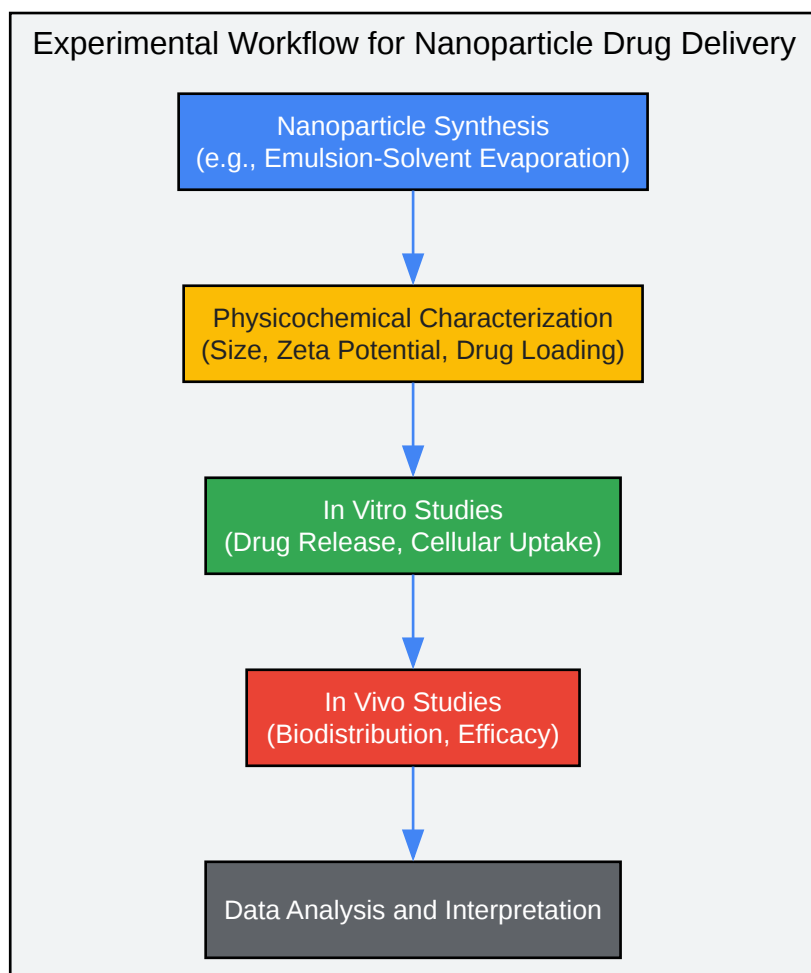 Experimental Workflow for Nanoparticle Drug Delivery
Nanoparticle Synthesis
(e.g., Emulsion-Solvent Evaporation)
Physicochemical Characterization
(Size, Zeta Potential, Drug Loading)
In Vitro Studies
(Drug Release, Cellular Uptake)
In Vivo Studies
(Biodistribution, Efficacy)
Data Analysis and Interpretation